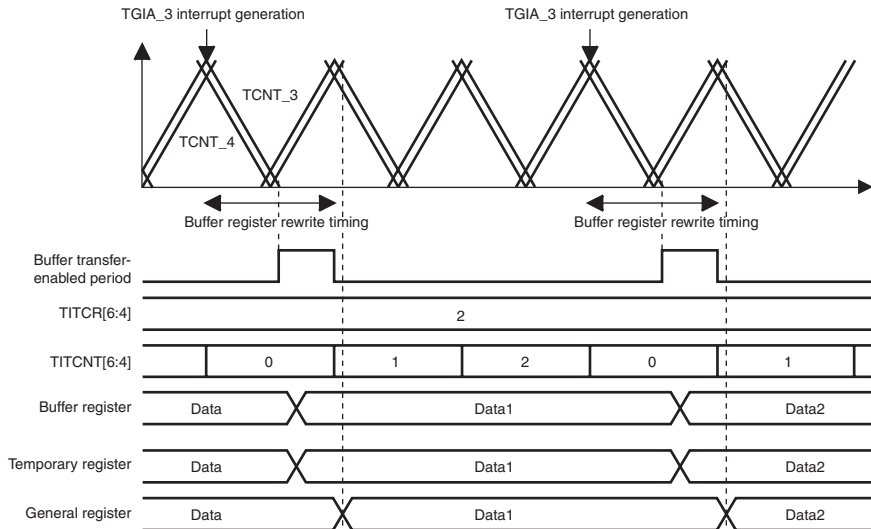 TGIA_3 interrupt generation TGIA_3 interrupt generation
TCNT_3
TCNT_4
Buffer register rewrite timing Buffer register rewrite timing
Buffer transfer-
enabled period
TITCR[6:4] 2
TITCNT[6:4] 0 1 2 0 1
Buffer register Data Data1 Data2
Temporary register Data Data1 Data2
General register Data Data1 Data2